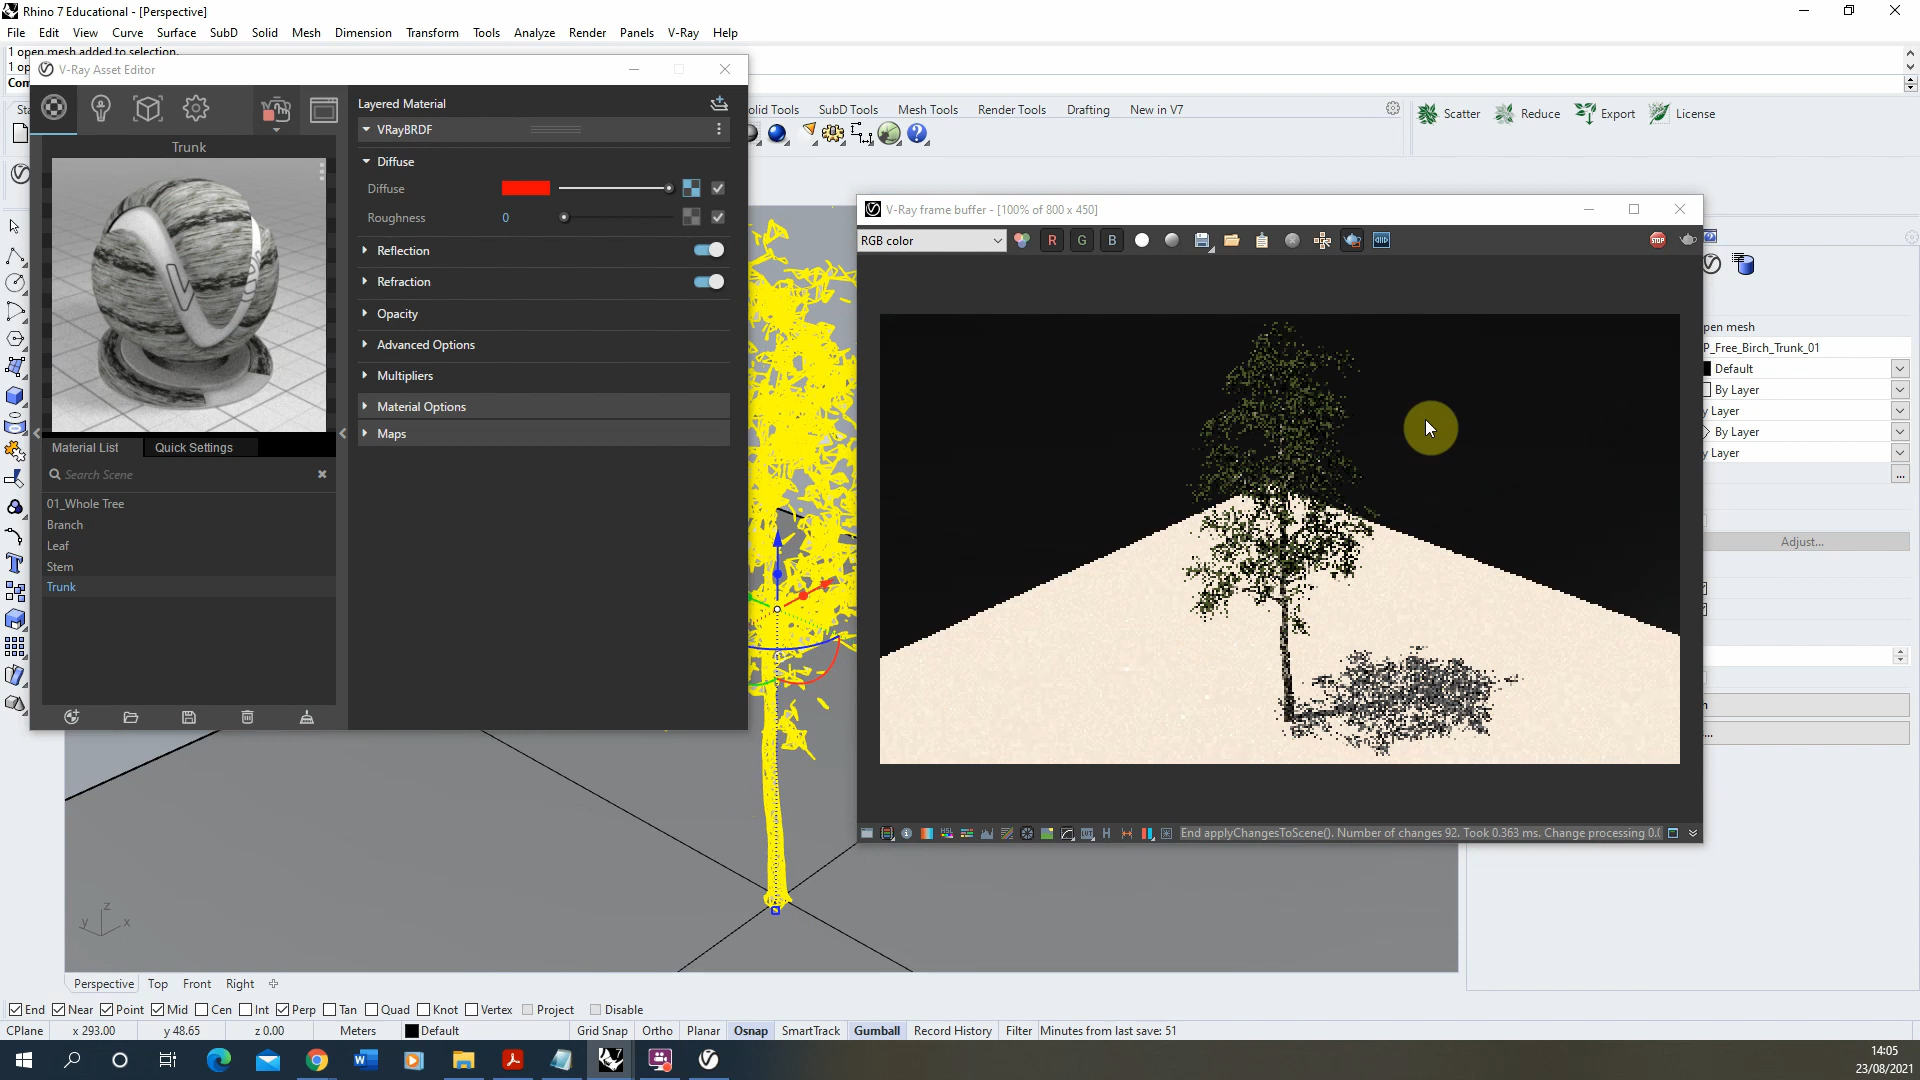 Rhino 7 Educational - [Perspective]
File Edit View Curve Surface SubD Solid Mesh Dimension Transform Tools Analyze Render Panels V-Ray Help
1 open mesh added to selection.
V-Ray Asset Editor
Layered Material
VRayBRDF
Trunk
Diffuse
Diffuse
Roughness 0
Reflection
Refraction
Opacity
Advanced Options
Multipliers
Material Options
Maps
Material List Quick Settings
Search Scene
01_Whole Tree
Branch
Leaf
Stem
Trunk
olid Tools SubD Tools Mesh Tools Render Tools Drafting New in V7
Scatter Reduce Export License
V-Ray frame buffer - [100% of 800 x 450]
RGB color R G B STOP
End applyChangesToScene(). Number of changes 92. Took 0.363 ms. Change processing 0.(
pen mesh
P_Free_Birch_Trunk_01
Default
By Layer
y Layer
By Layer
y Layer
...
Adjust...
z
y x
Perspective Top Front Right
End Near Point Mid Cen Int Perp Tan Quad Knot Vertex Project Disable
CPlane x 293.00 y 48.65 z 0.00 Meters Default Grid Snap Ortho Planar Osnap SmartTrack Gumball Record History Filter Minutes from last save: 51
14:05
23/08/2021